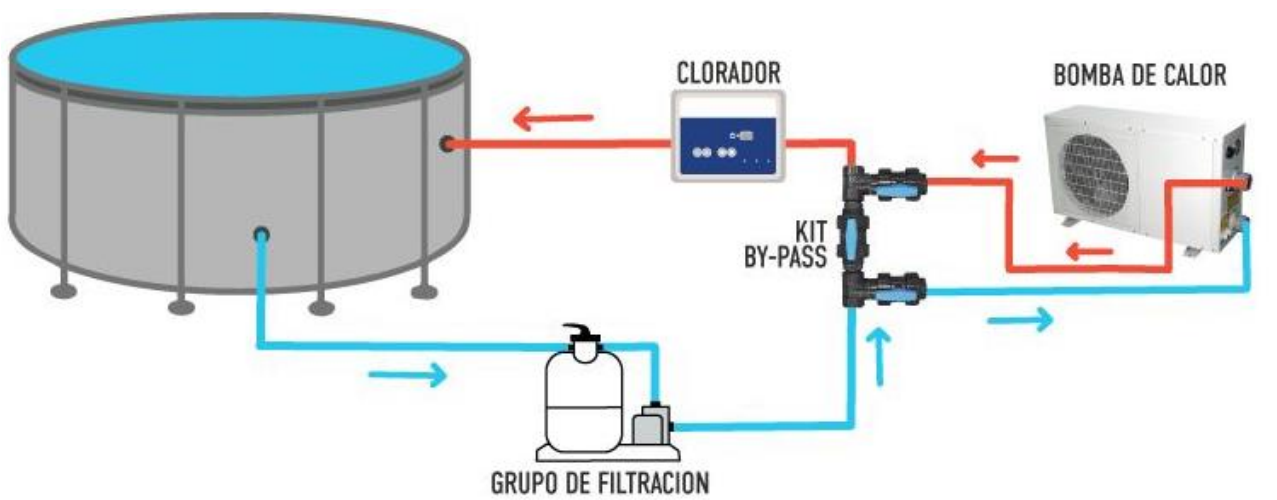 CLORADOR
BOMBA DE CALOR
KIT
BY-PASS
GRUPO DE FILTRACION